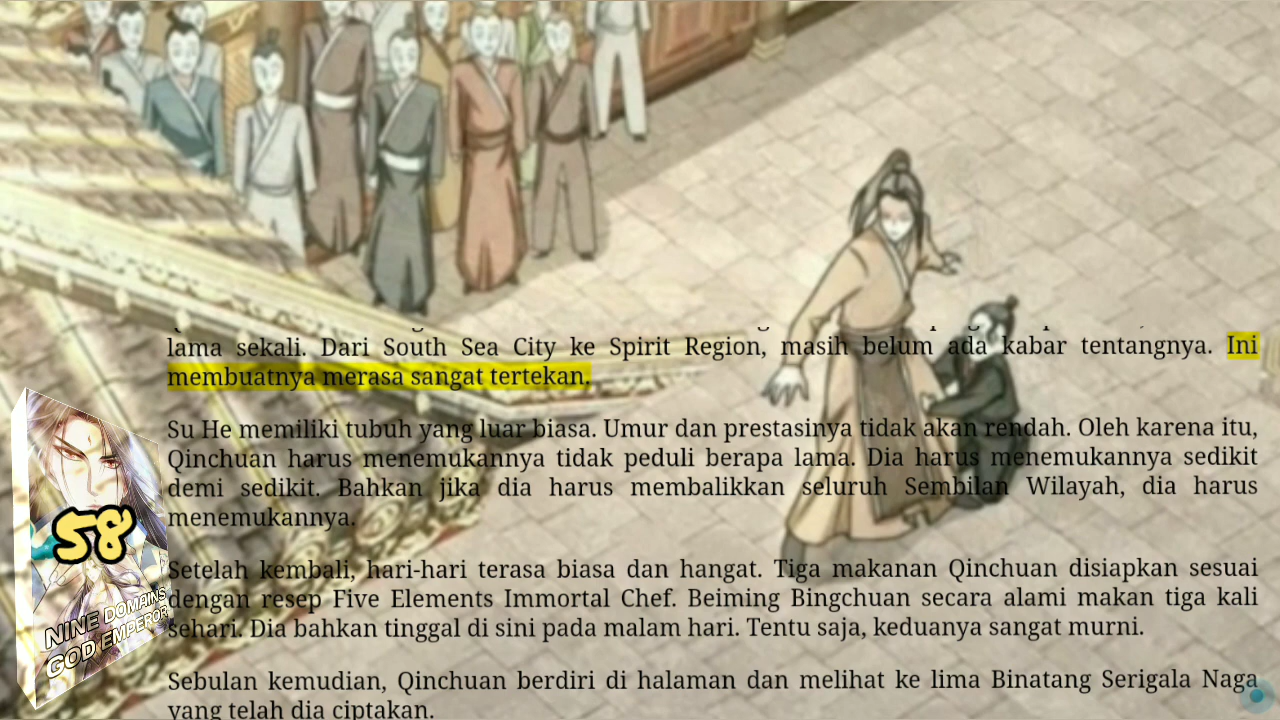 lama sekali. Dari South Sea City ke Spirit Region, masih belum ada kabar tentangnya. Ini
membuatnya merasa sangat tertekan.
Su He memiliki tubuh yang luar biasa. Umur dan prestasinya tidak akan rendah. Oleh karena itu,
Qinchuan harus menemukannya tidak peduli berapa lama. Dia harus menemukannya sedikit
demi sedikit. Bahkan jika dia harus membalikkan seluruh Sembilan Wilayah, dia harus
menemukannya.
Setelah kembali, hari-hari terasa biasa dan hangat. Tiga makanan Qinchuan disiapkan sesuai
dengan resep Five Elements Immortal Chef. Beiming Bingchuan secara alami makan tiga kali
sehari. Dia bahkan tinggal di sini pada malam hari. Tentu saja, keduanya sangat murni.
Sebulan kemudian, Qinchuan berdiri di halaman dan melihat ke lima Binatang Serigala Naga
yang telah dia ciptakan.
58
NINE DOMAINS
GOD EMPEROR